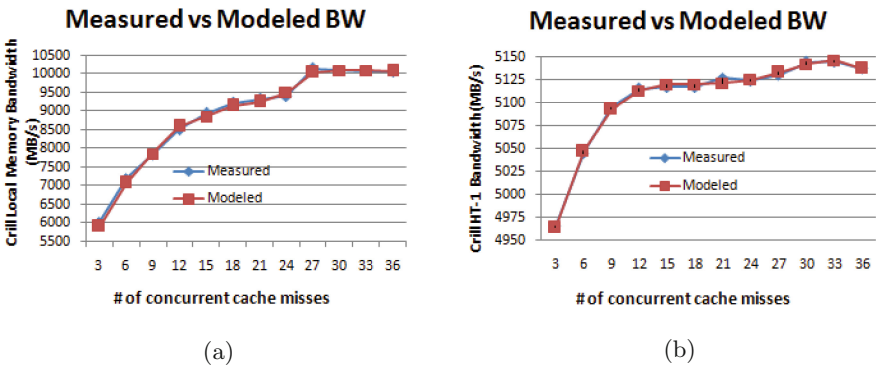 Measured vs Modeled BW
Crill Local Memory Bandwidth
(MB/s)
10500
10000
9500
9000
8500
8000
7500
7000
6500
6000
5500
Measured
Modeled
3 6 9 12 15 18 21 24 27 30 33 36
# of concurrent cache misses
(a)
Measured vs Modeled BW
Crill HT-1 Bandwidth(MB/s)
5150
5125
5100
5075
5050
5025
5000
4975
4950
Measured
Modeled
3 6 9 12 15 18 21 24 27 30 33 36
# of concurrent cache misses
(b)